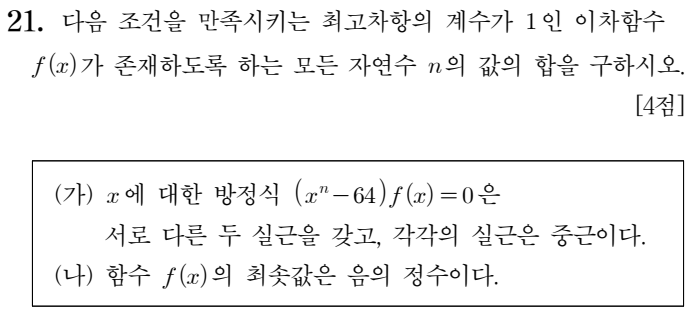 21. 다음 조건을 만족시키는 최고차항의 계수가 1인 이차함수
f(x)가 존재하도록 하는 모든 자연수 n의 값의 합을 구하시오.
[4점]
(가) x에 대한 방정식 (xⁿ−64)f(x)=0은
서로 다른 두 실근을 갖고, 각각의 실근은 중근이다.
(나) 함수 f(x)의 최솟값은 음의 정수이다.